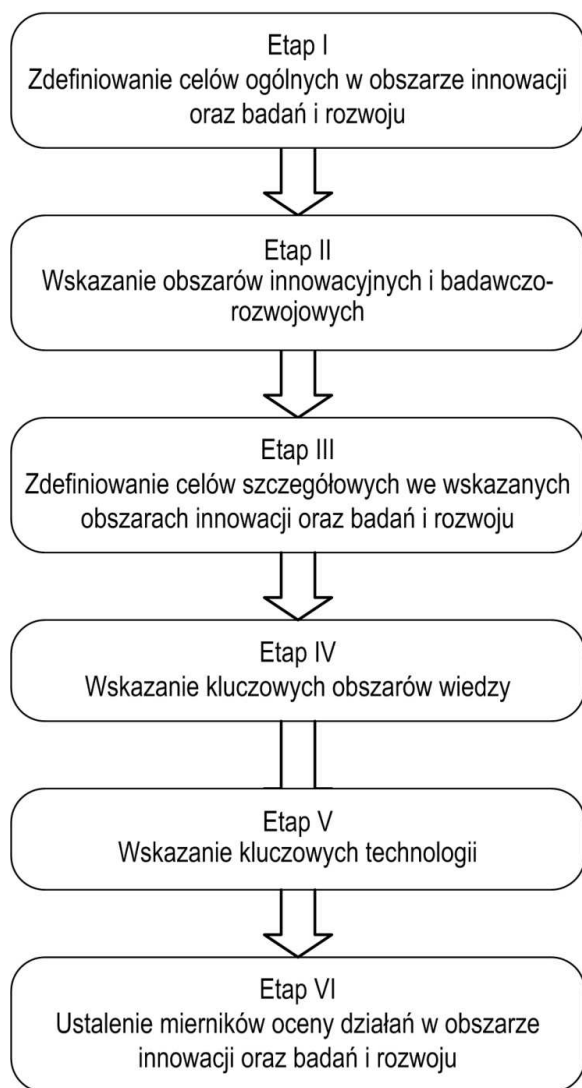 Etap I
Zdefiniowanie celów ogólnych w obszarze innowacji
oraz badań i rozwoju
Etap II
Wskazanie obszarów innowacyjnych i badawczo-
rozwojowych
Etap III
Zdefiniowanie celów szczegółowych we wskazanych
obszarach innowacji oraz badań i rozwoju
Etap IV
Wskazanie kluczowych obszarów wiedzy
Etap V
Wskazanie kluczowych technologii
Etap VI
Ustalenie mierników oceny działań w obszarze
innowacji oraz badań i rozwoju